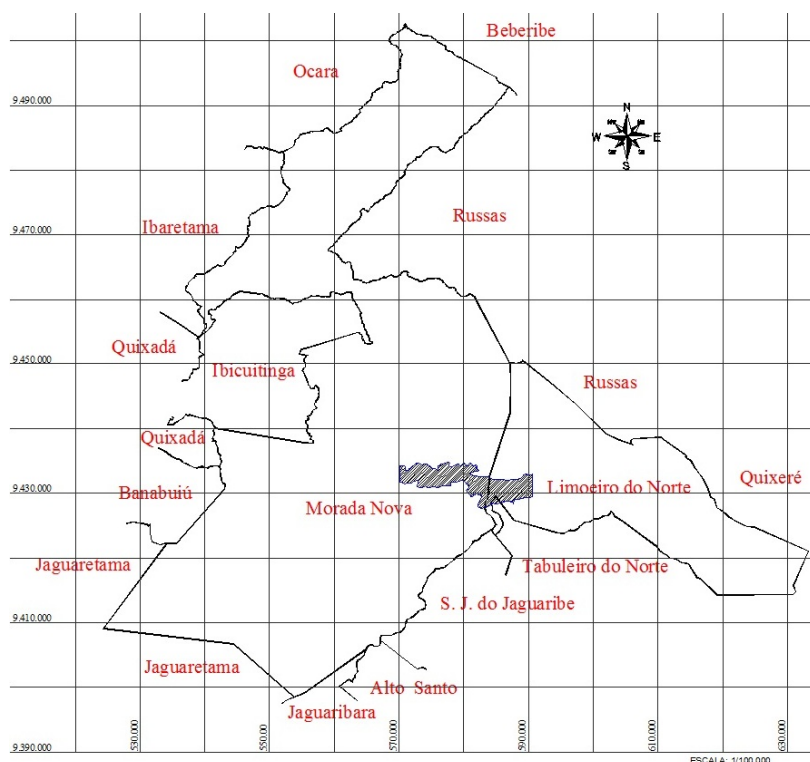 Beberibe
Ocara
9.490.000
N
W E
S
Russas
9.470.000
Ibaretama
Quixadá
9.450.000
Ibicuitinga
Russas
Quixadá
Quixeré
Limoeiro do Norte
9.430.000
Banabuiú
Morada Nova
Jaguaretama
Tabuleiro do Norte
S. J. do Jaguaribe
9.410.000
Jaguaretama
Alto Santo
Jaguaribara
530.000
550.00
570.000
590.000
610.000
630.000
9.390.000
ESCALA: 1/100.000